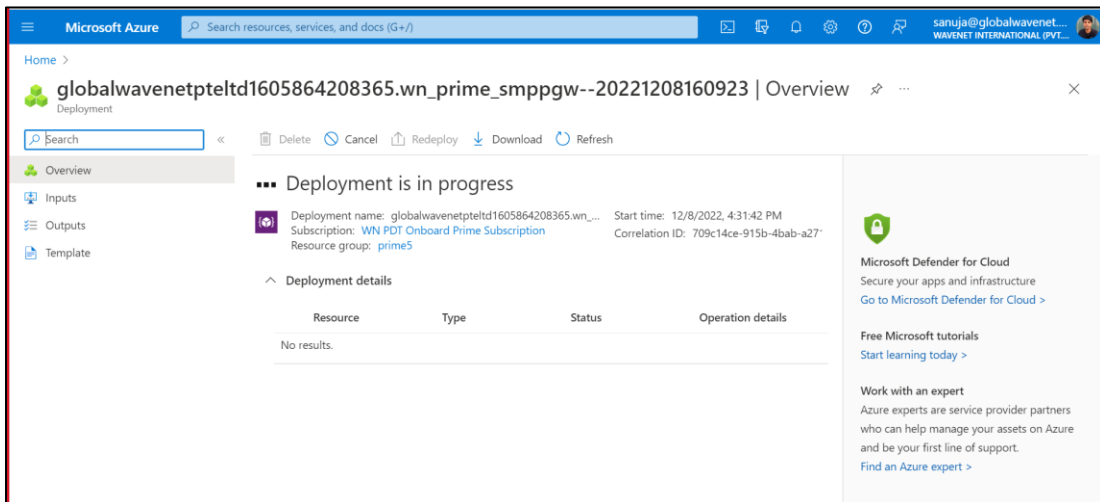 Microsoft Azure
Search resources, services, and docs (G+/)
sanuja@globalwavenet....
WAVENET INTERNATIONAL (PVT....
Home >
globalwavenetpteltd1605864208365.wn_prime_smppgw--20221208160923 | Overview
Deployment
Search
Delete Cancel Redeploy Download Refresh
Overview
Inputs
Outputs
Template
Deployment is in progress
Deployment name: globalwavenetpteltd1605864208365.wn_...
Subscription: WN PDT Onboard Prime Subscription
Resource group: prime5
Start time: 12/8/2022, 4:31:42 PM
Correlation ID: 709c14ce-915b-4bab-a27
Deployment details
Resource Type Status Operation details
No results.
Microsoft Defender for Cloud
Secure your apps and infrastructure
Go to Microsoft Defender for Cloud >
Free Microsoft tutorials
Start learning today >
Work with an expert
Azure experts are service provider partners
who can help manage your assets on Azure
and be your first line of support.
Find an Azure expert >